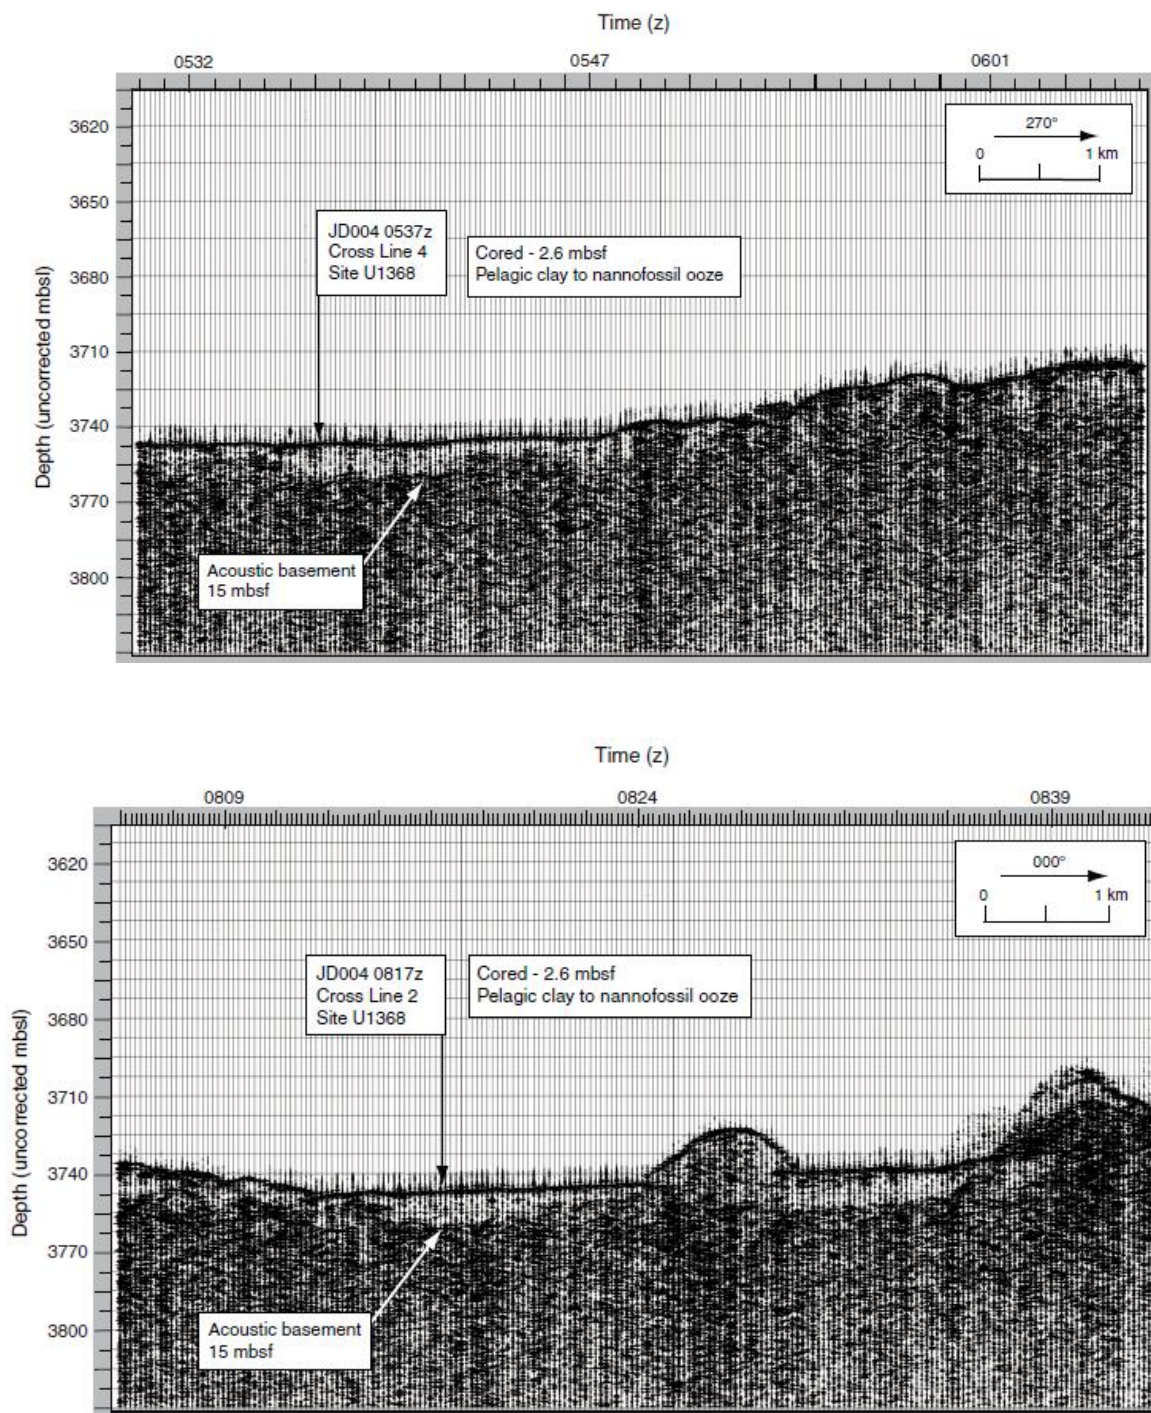 Time (z)
0532 0547 0601
270°
0 1 km
3620
3650
3680
3710
3740
3770
3800
Depth (uncorrected mbsl)
JD004 0537z
Cross Line 4
Site U1368
Cored - 2.6 mbsf
Pelagic clay to nannofossil ooze
Acoustic basement
15 mbsf
Time (z)
0809 0824 0839
000°
0 1 km
3620
3650
3680
3710
3740
3770
3800
Depth (uncorrected mbsl)
JD004 0817z
Cross Line 2
Site U1368
Cored - 2.6 mbsf
Pelagic clay to nannofossil ooze
Acoustic basement
15 mbsf